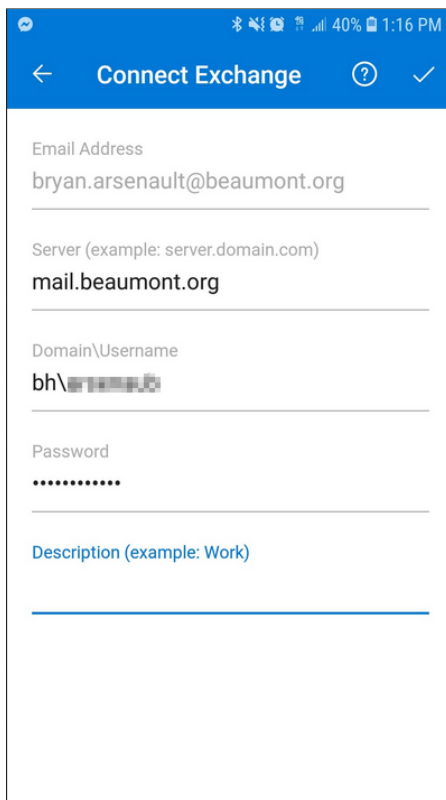 40% 1:16 PM
Connect Exchange
Email Address
bryan.arsenault@beaumont.org
Server (example: server.domain.com)
mail.beaumont.org
Domain\Username
bh\
Password
••••••••••••
Description (example: Work)